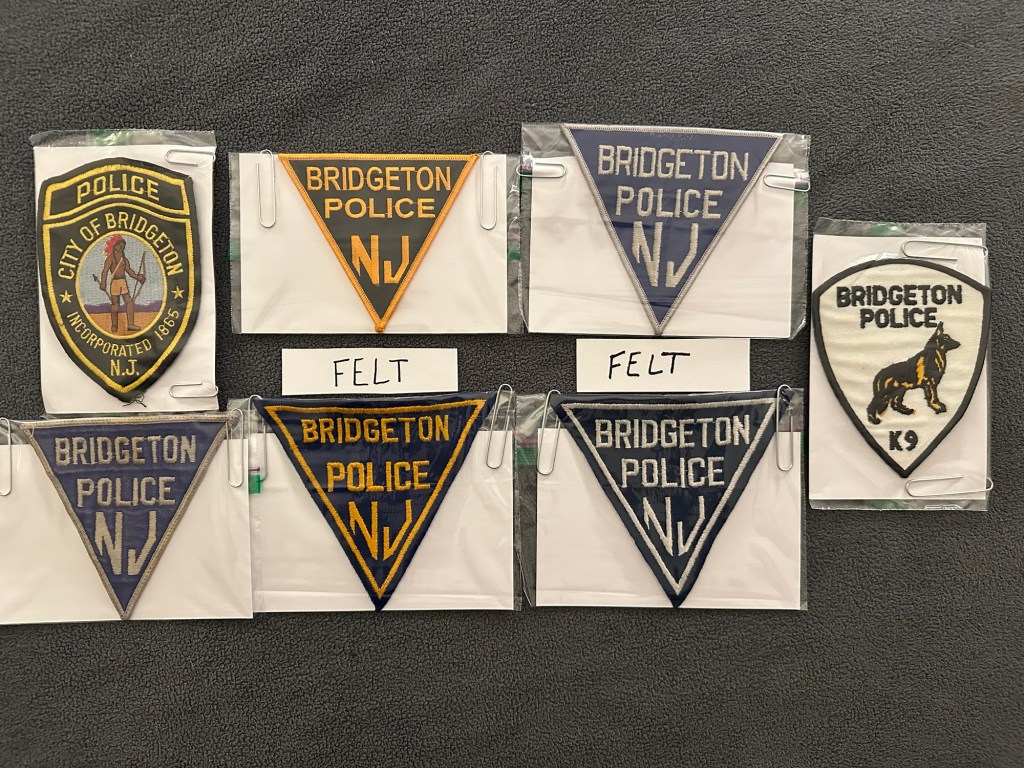 POLICE
CITY OF BRIDGETON
INCORPORATED 1865
N.J.
BRIDGETON
POLICE
NJ
BRIDGETON
POLICE
NJ
BRIDGETON
POLICE
K9
FELT
FELT
BRIDGETON
POLICE
NJ
BRIDGETON
POLICE
NJ
BRIDGETON
POLICE
NJ